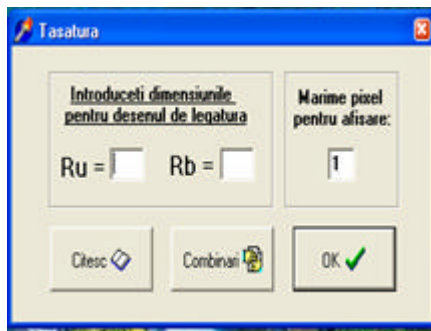 Tasatura
Introduceti dimensiunile
pentru desenul de legatura
Ru =
Rb =
Marime pixel
pentru afisare:
1
Citesc
Combinari
OK